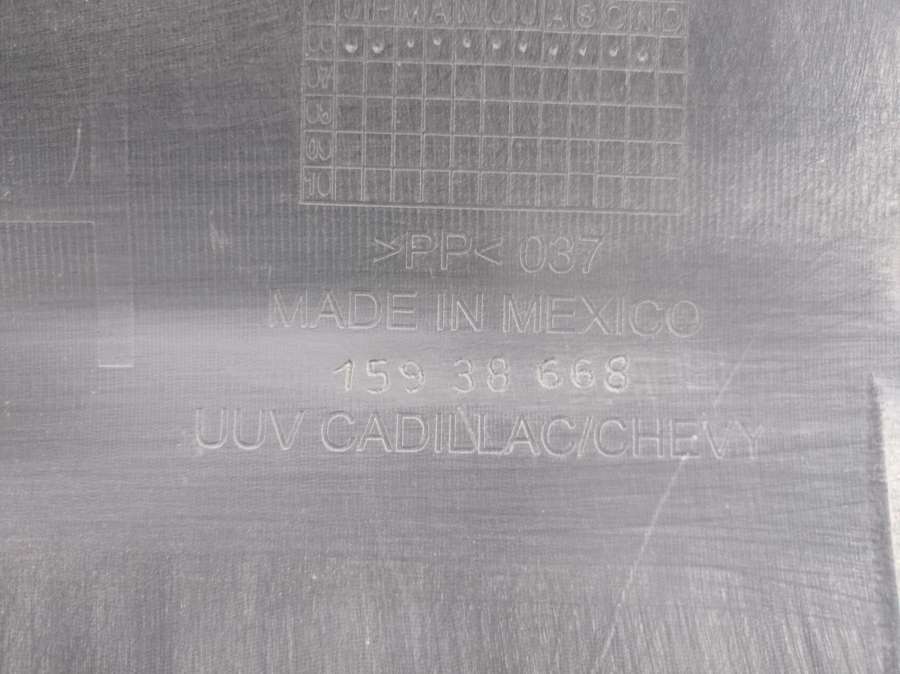 J F M A M J J A S O N D
>PP< 037
MADE IN MEXICO
159 38 668
UUV CADILLAC/CHEVY